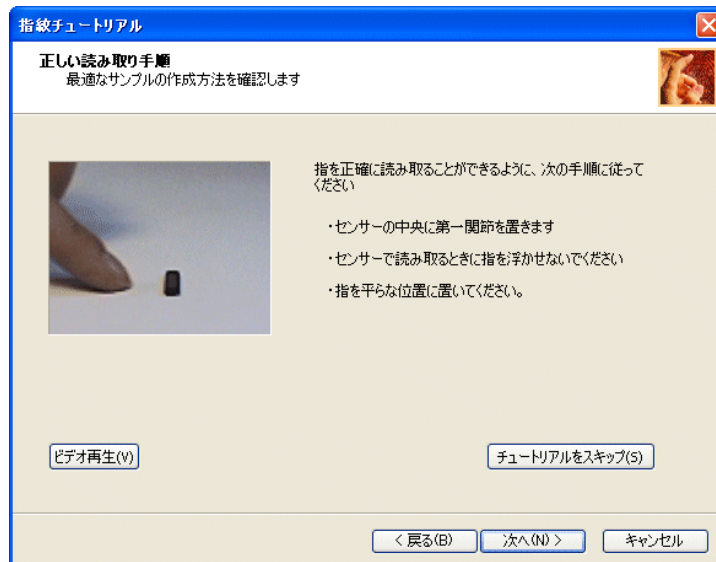 指紋チュートリアル
正しい読み取り手順
最適なサンプルの作成方法を確認します
指を正確に読み取ることができるように、次の手順に従って
ください
・センサーの中央に第一関節を置きます
・センサーで読み取るときに指を浮かせないでください
・指を平らな位置に置いてください。
ビデオ再生(V)
チュートリアルをスキップ(S)
< 戻る(B)
次へ(N) >
キャンセル